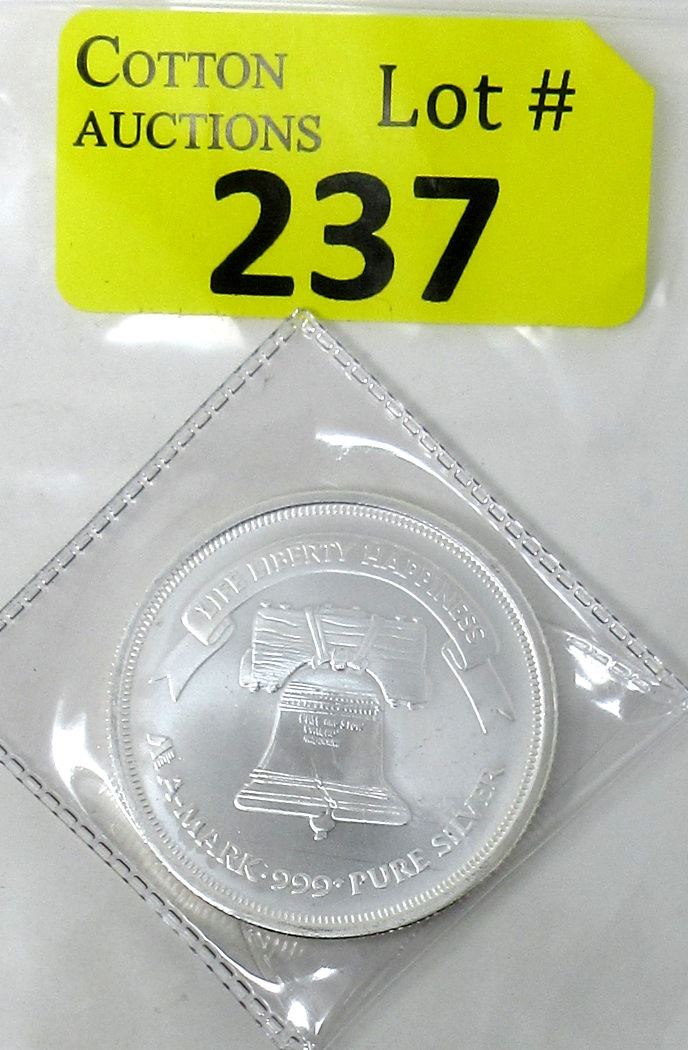 COTTON
AUCTIONS
Lot #
237
LIFE LIBERTY HAPPINESS
A-MARK · 999 · PURE SILVER